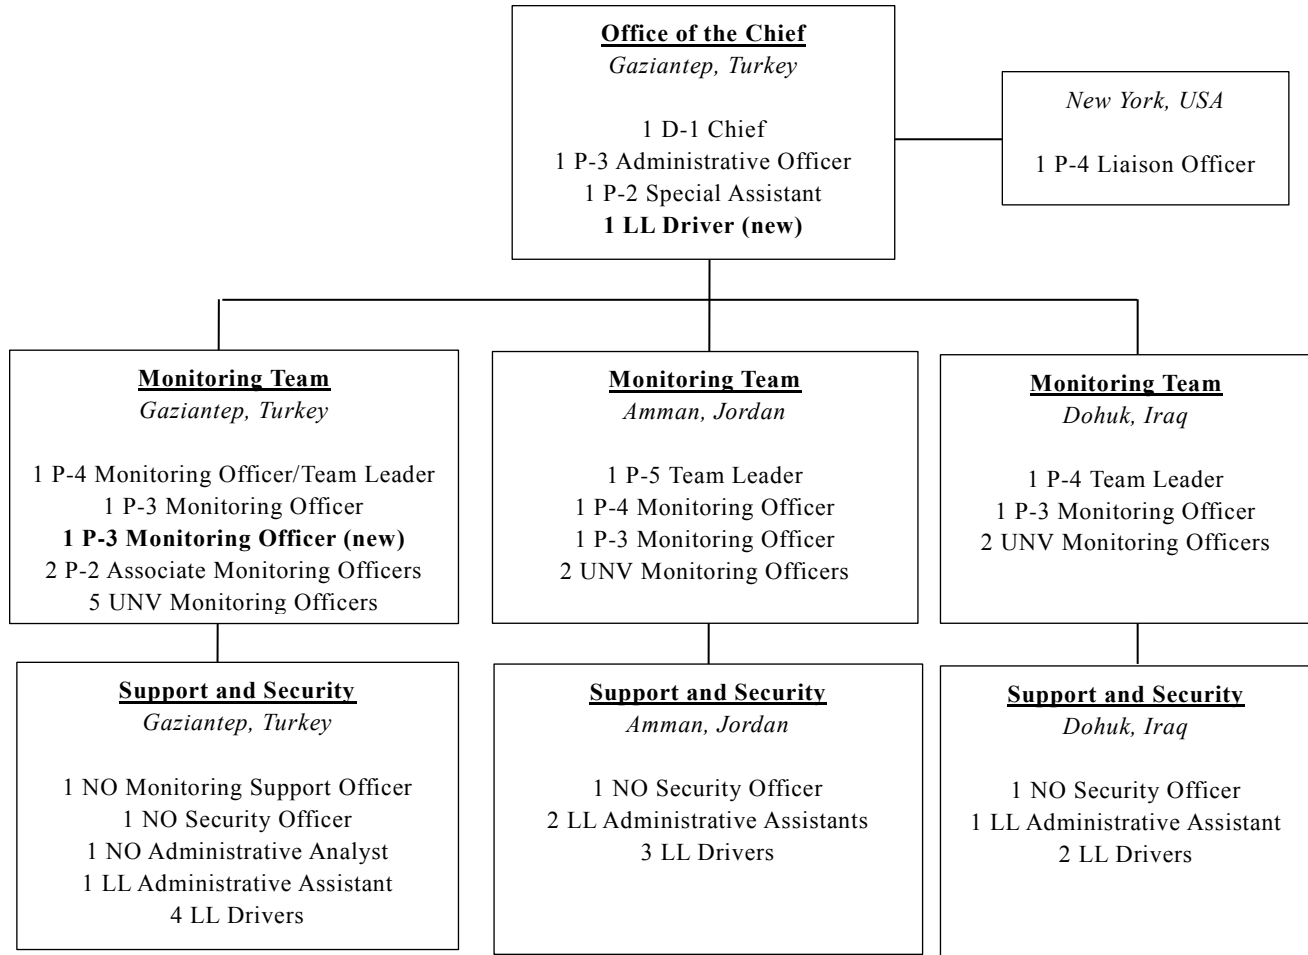 Office of the Chief
Gaziantep, Turkey
1 D-1 Chief
1 P-3 Administrative Officer
1 P-2 Special Assistant
1 LL Driver (new)
New York, USA
1 P-4 Liaison Officer
Monitoring Team
Gaziantep, Turkey
1 P-4 Monitoring Officer/Team Leader
1 P-3 Monitoring Officer
1 P-3 Monitoring Officer (new)
2 P-2 Associate Monitoring Officers
5 UNV Monitoring Officers
Monitoring Team
Amman, Jordan
1 P-5 Team Leader
1 P-4 Monitoring Officer
1 P-3 Monitoring Officer
2 UNV Monitoring Officers
Monitoring Team
Dohuk, Iraq
1 P-4 Team Leader
1 P-3 Monitoring Officer
2 UNV Monitoring Officers
Support and Security
Gaziantep, Turkey
1 NO Monitoring Support Officer
1 NO Security Officer
1 NO Administrative Analyst
1 LL Administrative Assistant
4 LL Drivers
Support and Security
Amman, Jordan
1 NO Security Officer
2 LL Administrative Assistants
3 LL Drivers
Support and Security
Dohuk, Iraq
1 NO Security Officer
1 LL Administrative Assistant
2 LL Drivers